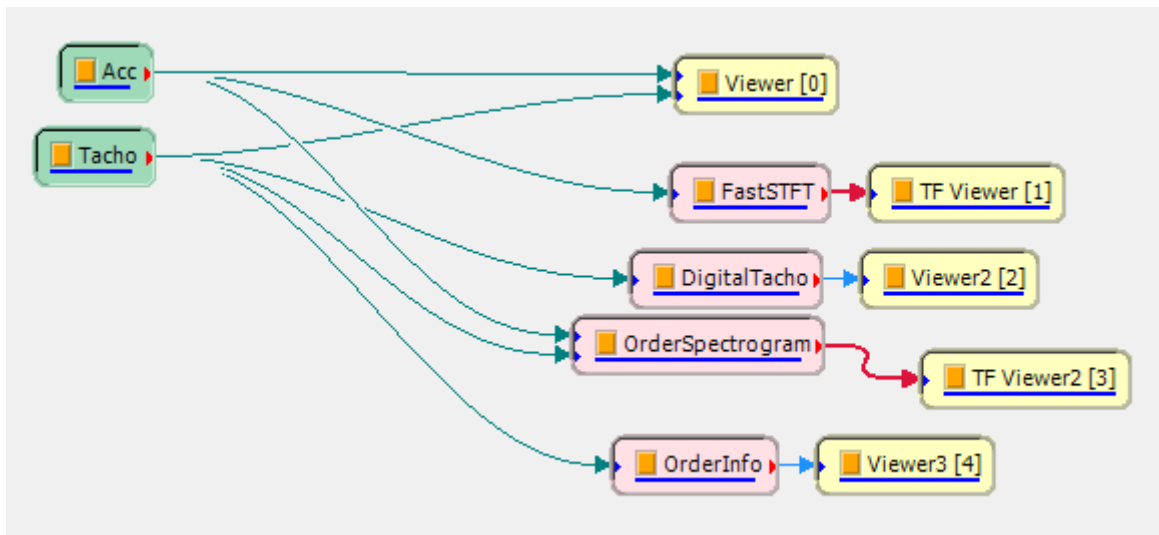 Acc
Viewer [0]
Tacho
FastSTFT
TF Viewer [1]
DigitalTacho
Viewer2 [2]
OrderSpectrogram
TF Viewer2 [3]
OrderInfo
Viewer3 [4]